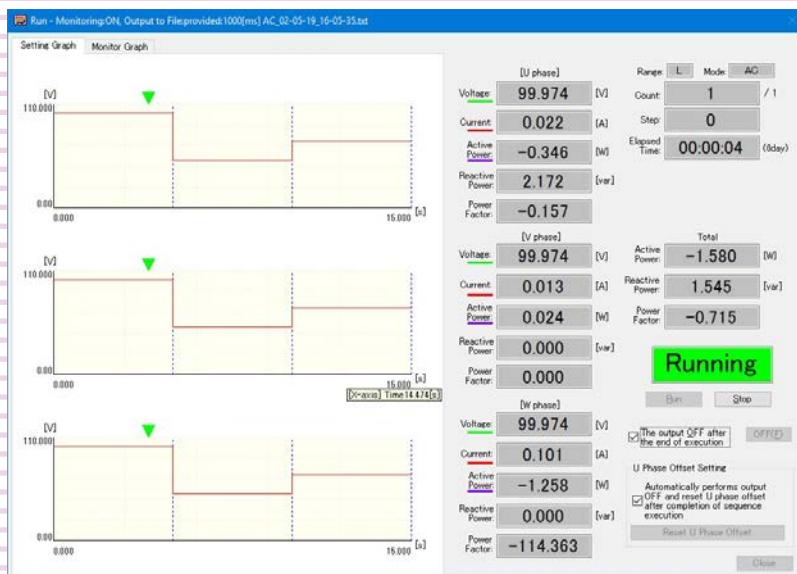 Run - Monitoring:ON, Output to File:provided:1000[ms] AC_02-05-19_16-05-35.txt
Setting Graph Monitor Graph
[V]
110.000
0.00
0.000 15.000 [s]
[V]
110.000
0.00
0.000 15.000 [s]
[X-axis] Time14.474[s]
[V]
110.000
0.00
0.000 15.000 [s]
[U phase]
Voltage: 99.974 [V]
Current: 0.022 [A]
Active Power: -0.346 [W]
Reactive Power: 2.172 [var]
Power Factor: -0.157
[V phase]
Voltage: 99.974 [V]
Current: 0.013 [A]
Active Power: 0.024 [W]
Reactive Power: 0.000 [var]
Power Factor: 0.000
[W phase]
Voltage: 99.974 [V]
Current: 0.101 [A]
Active Power: -1.258 [W]
Reactive Power: 0.000 [var]
Power Factor: -114.363
Range: L Mode: AC
Count: 1 / 1
Step: 0
Elapsed Time: 00:00:04 (0day)
Total
Active Power: -1.580 [W]
Reactive Power: 1.545 [var]
Power Factor: -0.715
Running
Run Stop
The output OFF after
the end of execution
OFF(F)
U Phase Offset Setting
Automatically performs output
OFF and reset U phase offset
after completion of sequence
execution
Reset U Phase Offset
Close